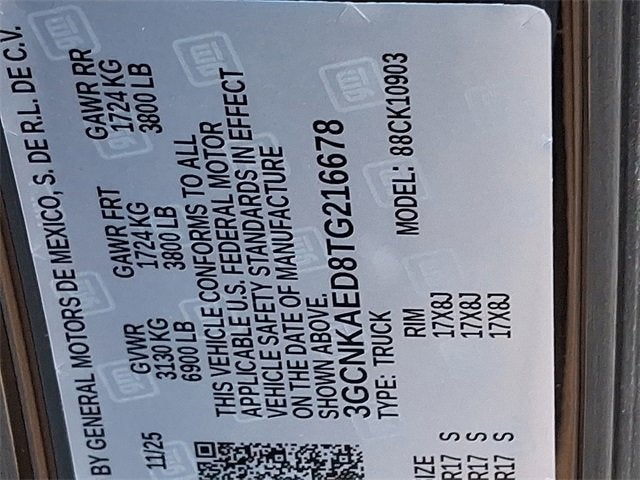 BY GENERAL MOTORS DE MEXICO, S. DE R.L. DE C.V.
11/25 GVWR GAWR FRT GAWR RR
3130 KG 1724 KG 1724 KG
6900 LB 3800 LB 3800 LB
THIS VEHICLE CONFORMS TO ALL
APPLICABLE U.S. FEDERAL MOTOR
VEHICLE SAFETY STANDARDS IN EFFECT
ON THE DATE OF MANUFACTURE
SHOWN ABOVE.
3GCNKAED8TG216678
TYPE: TRUCK MODEL: 88CK10903
IZE RIM
R17 S 17X8J
R17 S 17X8J
R17 S 17X8J
gm